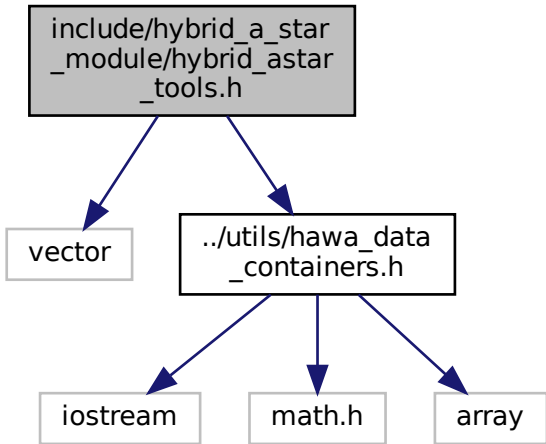 include/hybrid_a_star
_module/hybrid_astar
_tools.h
vector
../utils/hawa_data
_containers.h
iostream
math.h
array